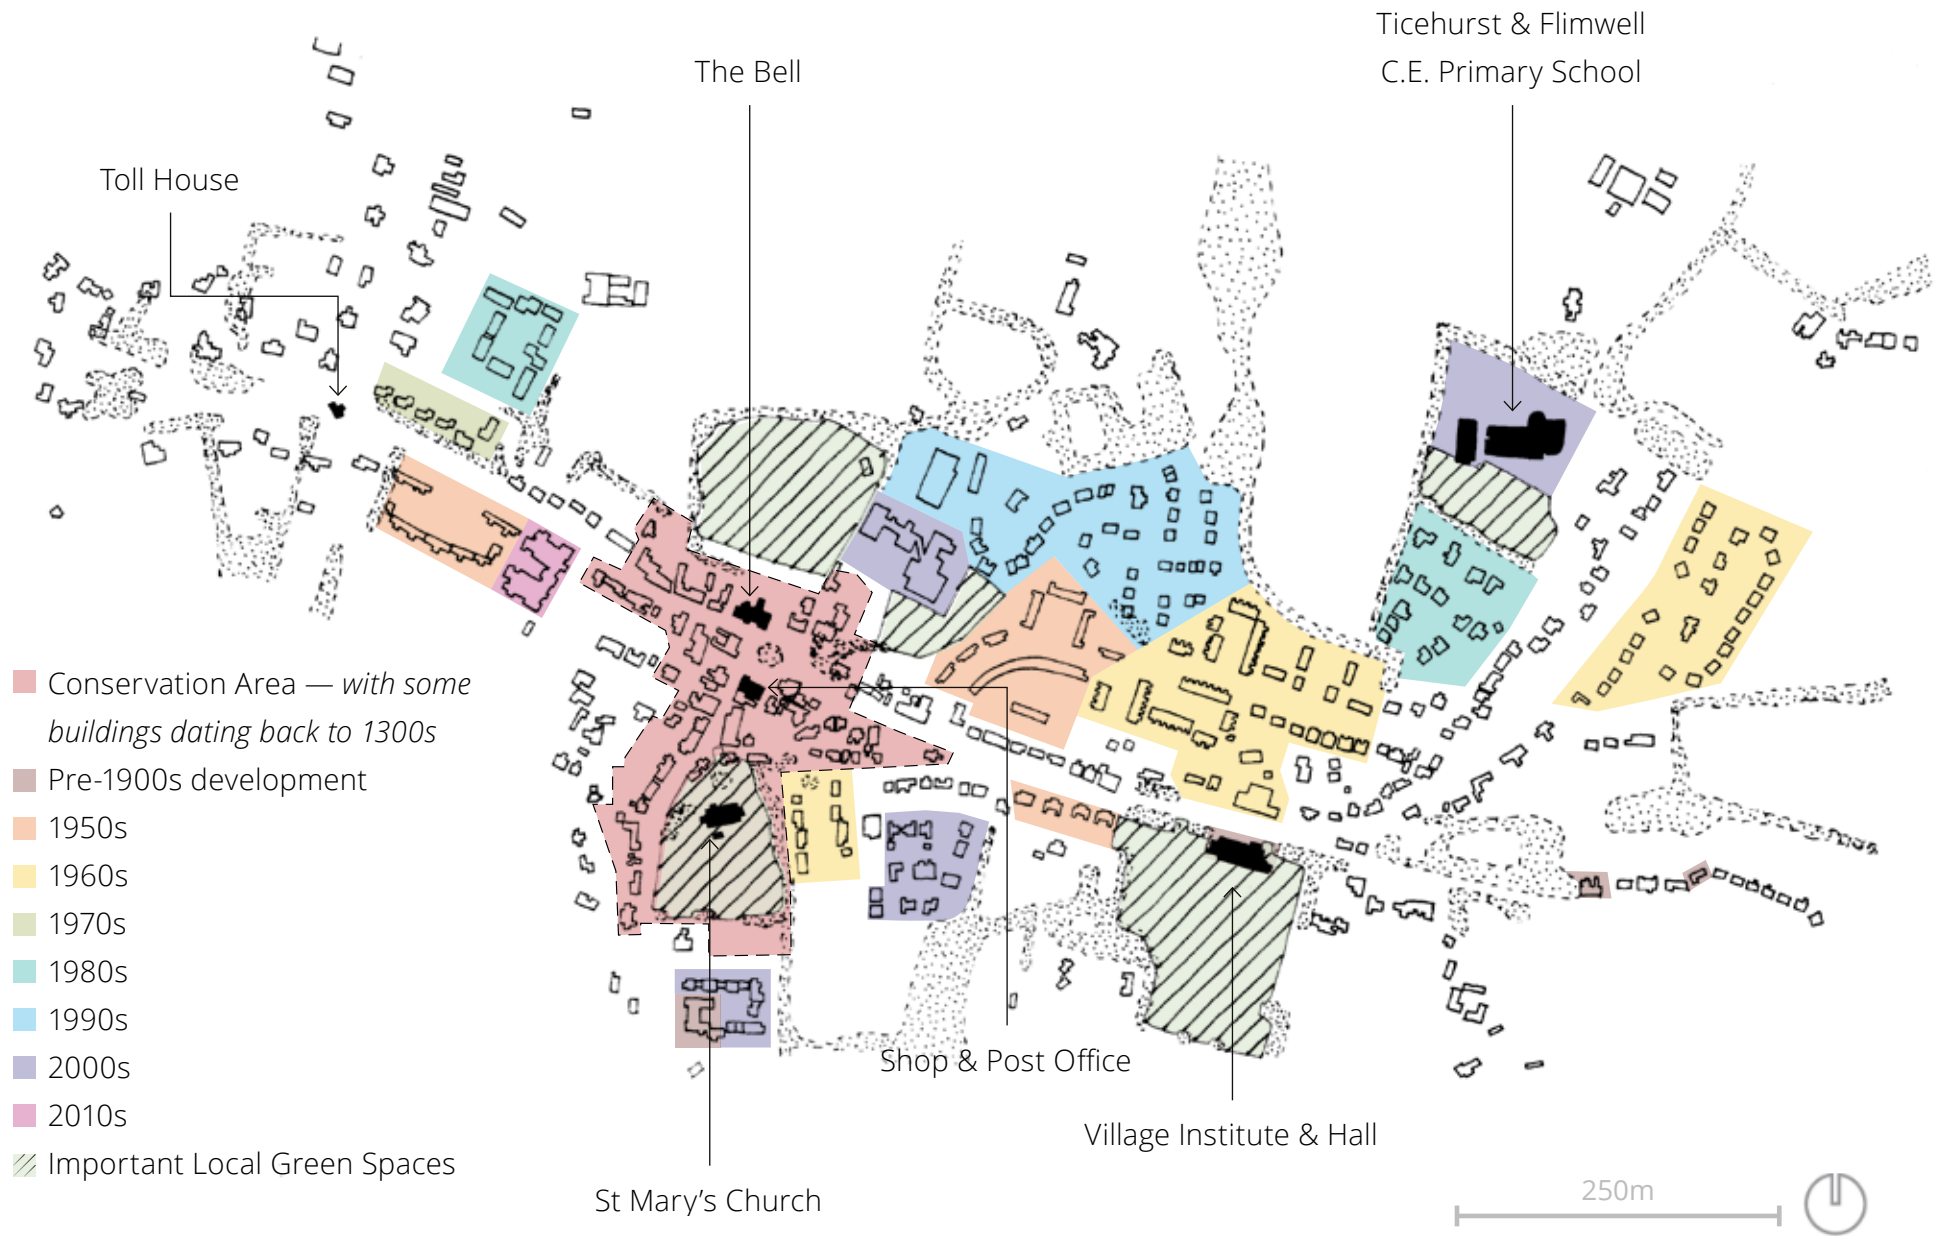 Ticehurst & Flimwell
C.E. Primary School
The Bell
Toll House
Conservation Area — with some
buildings dating back to 1300s
Pre-1900s development
1950s
1960s
1970s
1980s
1990s
2000s
2010s
Important Local Green Spaces
Shop & Post Office
Village Institute & Hall
St Mary’s Church
250m